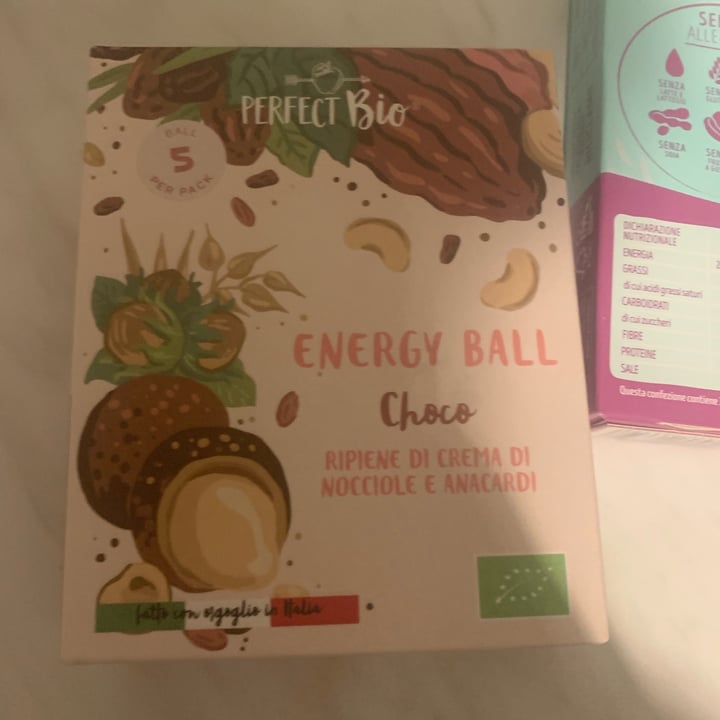 PERFECT Bio
BALL
5
PER PACK
ENERGY BALL
Choco
RIPIENE DI CREMA DI
NOCCIOLE E ANACARDI
fatto con orgoglio in Italia
SENZA
LATTE E
LATTOSIO
SENZA
SOIA
DICHIARAZIONE
NUTRIZIONALE
ENERGIA
GRASSI
di cui acidi grassi saturi
CARBOIDRATI
di cui zuccheri
FIBRE
PROTEINE
SALE
Questa confezione contiene